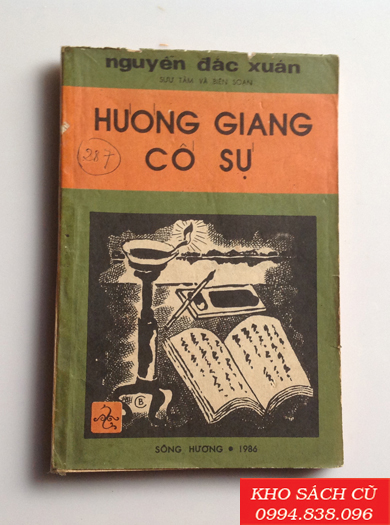 nguyễn đắc xuân
SƯU TẦM VÀ BIÊN SOẠN
HƯƠNG GIANG
CỐ SỰ
287
B
SÔNG HƯƠNG • 1986
KHO SÁCH CŨ
0994.838.096